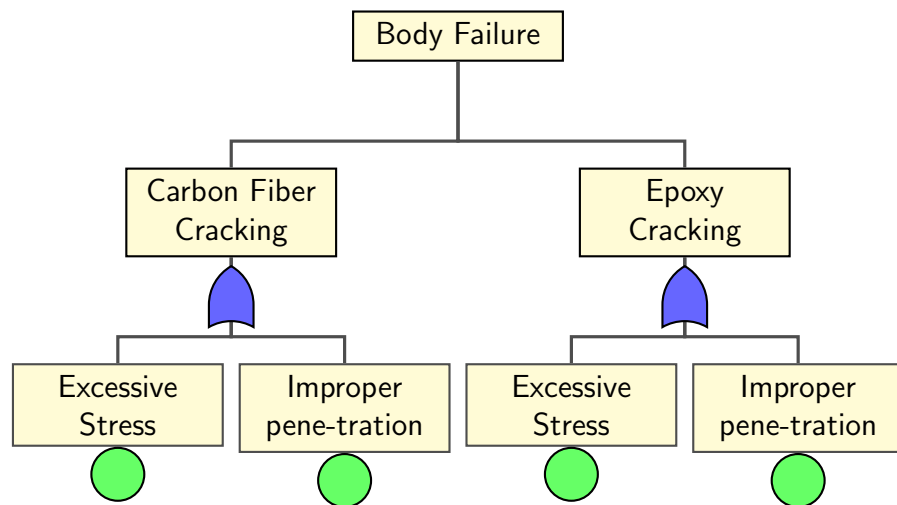 Body Failure
Carbon Fiber
Cracking
Epoxy
Cracking
Excessive
Stress
Improper
pene-tration
Excessive
Stress
Improper
pene-tration